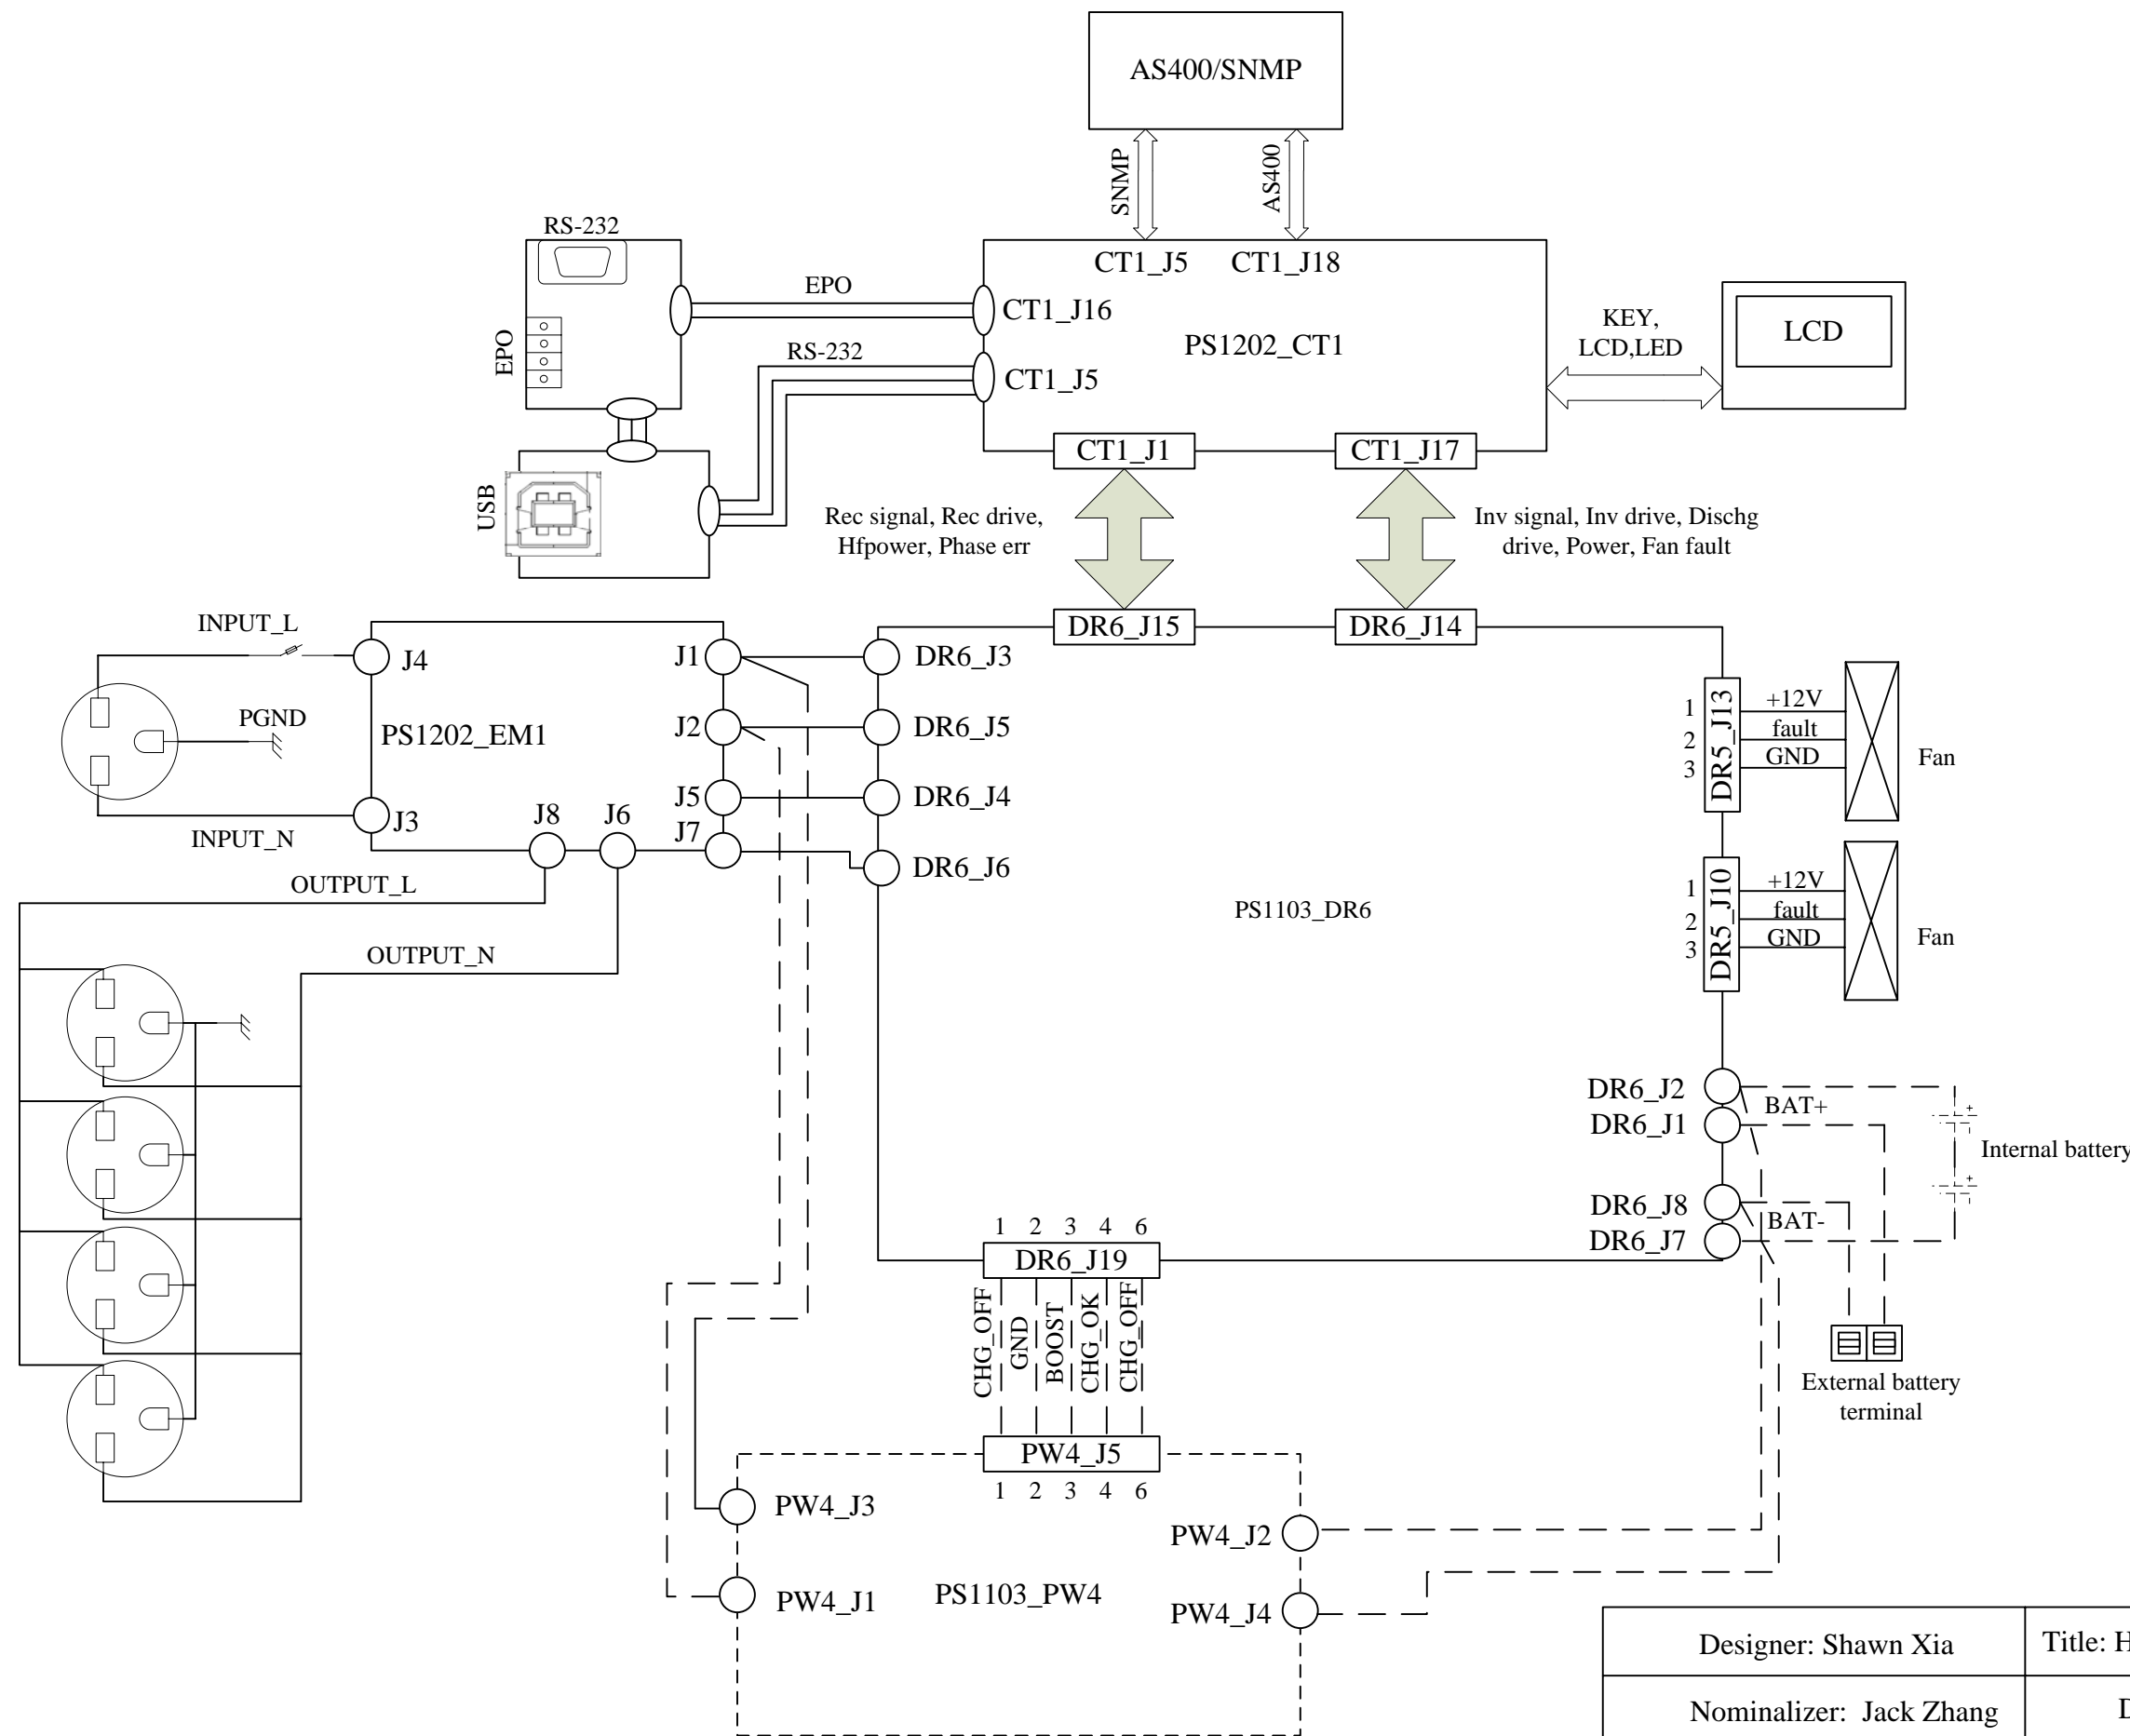 AS400/SNMP
SNMP
AS400
RS-232
EPO
CT1_J5
CT1_J18
CT1_J16
EPO
RS-232
CT1_J5
PS1202_CT1
KEY,
LCD,LED
LCD
CT1_J1
CT1_J17
USB
Rec signal, Rec drive,
Hfpower, Phase err
Inv signal, Inv drive, Dischg
drive, Power, Fan fault
DR6_J15
DR6_J14
INPUT_L
J4
J1
DR6_J3
PGND
PS1202_EM1
J2
DR6_J5
J5
DR6_J4
J3
J8
J6
J7
DR6_J6
INPUT_N
OUTPUT_L
OUTPUT_N
PS1103_DR6
1
2
3
DR5_J13
+12V
fault
GND
Fan
1
2
3
DR5_J10
+12V
fault
GND
Fan
DR6_J2
BAT+
DR6_J1
Internal battery
DR6_J8
BAT-
DR6_J7
1 2 3 4 6
DR6_J19
CHG_OFF
GND
BOOST
CHG_OK
CHG_OFF
External battery
terminal
PW4_J5
1 2 3 4 6
PW4_J3
PW4_J2
PW4_J1
PS1103_PW4
PW4_J4
Designer: Shawn Xia
Title: H
Nominalizer: Jack Zhang
D